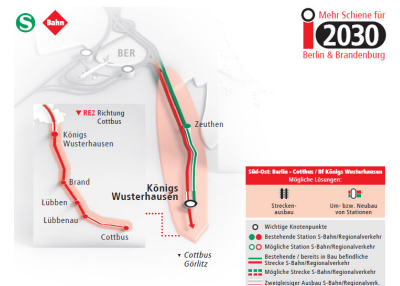 S
Bahn
Mehr Schiene für
i2030
Berlin & Brandenburg
BER
▼ RE2 Richtung
Cottbus
Königs
Wusterhausen
Brand
Lübben
Lübbenau
Cottbus
Zeuthen
Königs
Wusterhausen
▼ Cottbus
Görlitz
Süd-Ost: Berlin - Cottbus / Bf Königs Wusterhausen
Mögliche Lösungen:
Strecken-
ausbau
Um- bzw. Neubau
von Stationen
Wichtige Knotenpunkte
Bestehende Station S-Bahn/Regionalverkehr
Mögliche Station S-Bahn/Regionalverkehr
Bestehende / bereits in Bau befindliche
Strecke S-Bahn/Regionalverkehr
Mögliche Strecke S-Bahn/Regionalverkehr
Zweigleisiger Ausbau S-Bahn/Regionalverk.